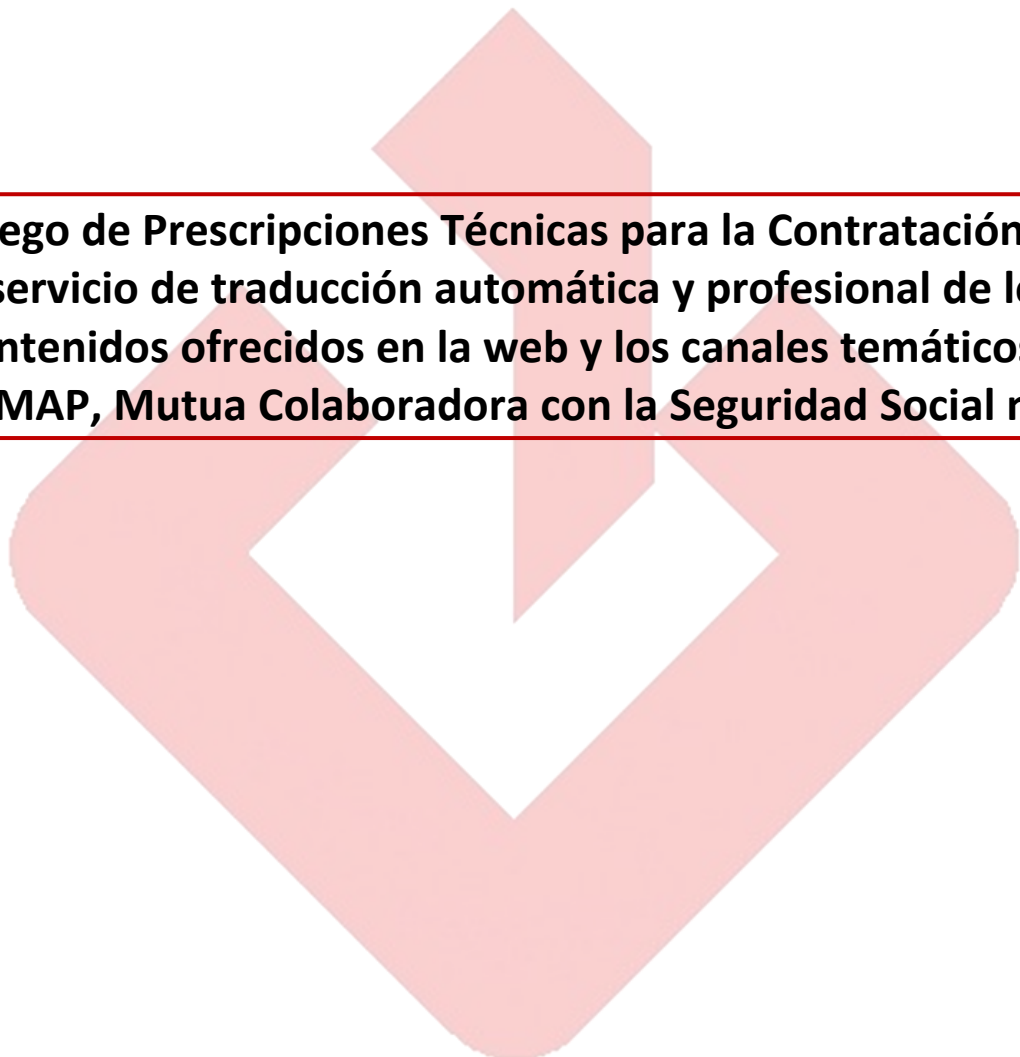 ego de Prescripciones Técnicas para la Contratación
servicio de traducción automática y profesional de l
ntenidos ofrecidos en la web y los canales temáticos
MAP, Mutua Colaboradora con la Seguridad Social